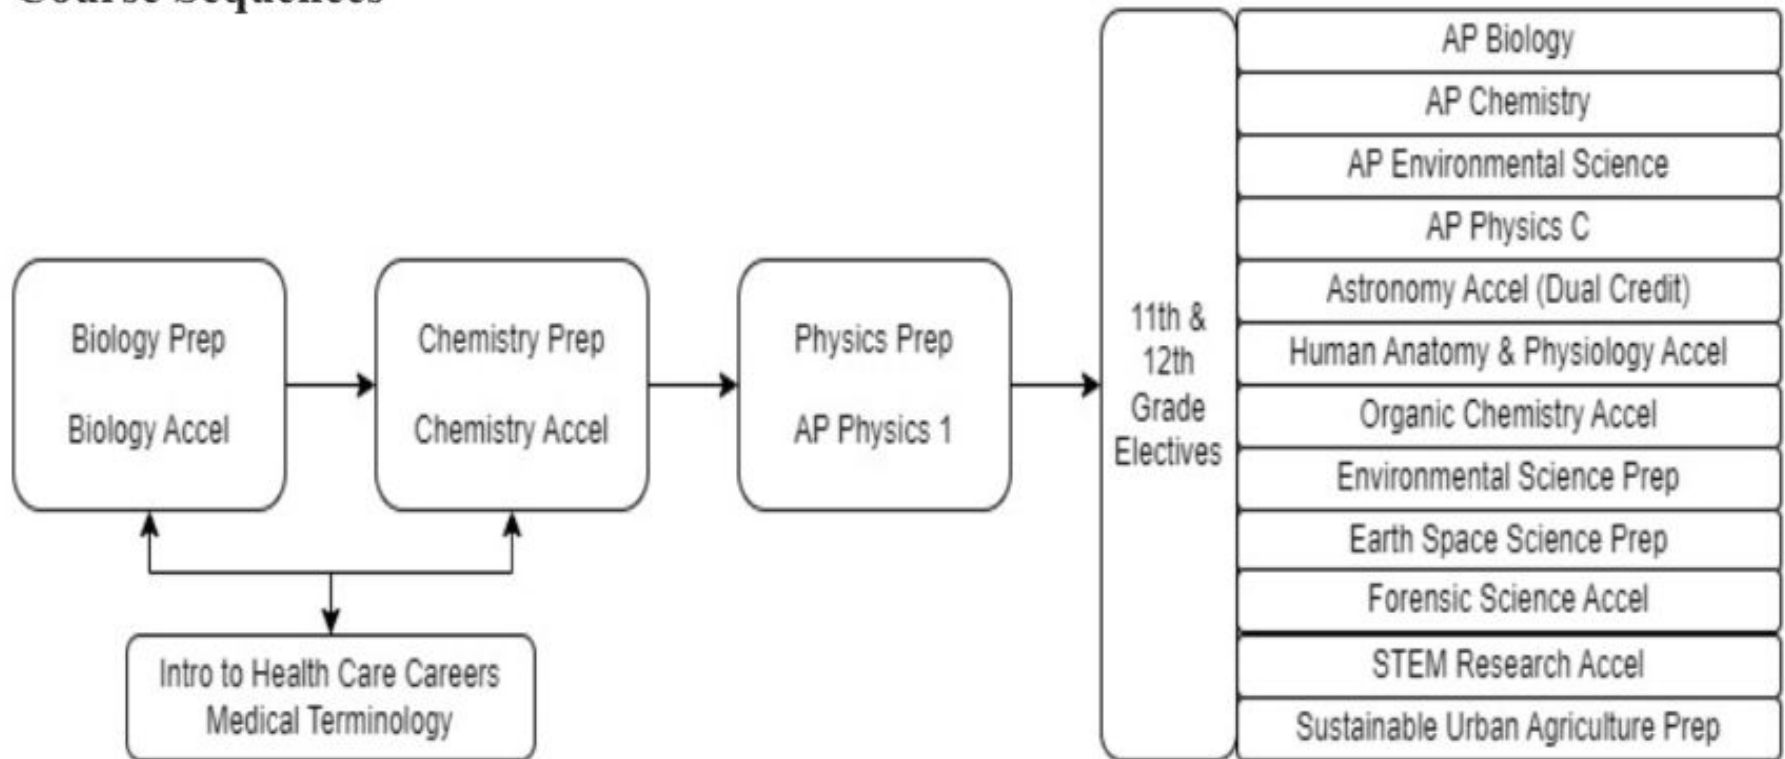 Course Sequences
Biology Prep
Biology Accel
Chemistry Prep
Chemistry Accel
Physics Prep
AP Physics 1
Intro to Health Care Careers
Medical Terminology
11th &
12th
Grade
Electives
AP Biology
AP Chemistry
AP Environmental Science
AP Physics C
Astronomy Accel (Dual Credit)
Human Anatomy & Physiology Accel
Organic Chemistry Accel
Environmental Science Prep
Earth Space Science Prep
Forensic Science Accel
STEM Research Accel
Sustainable Urban Agriculture Prep